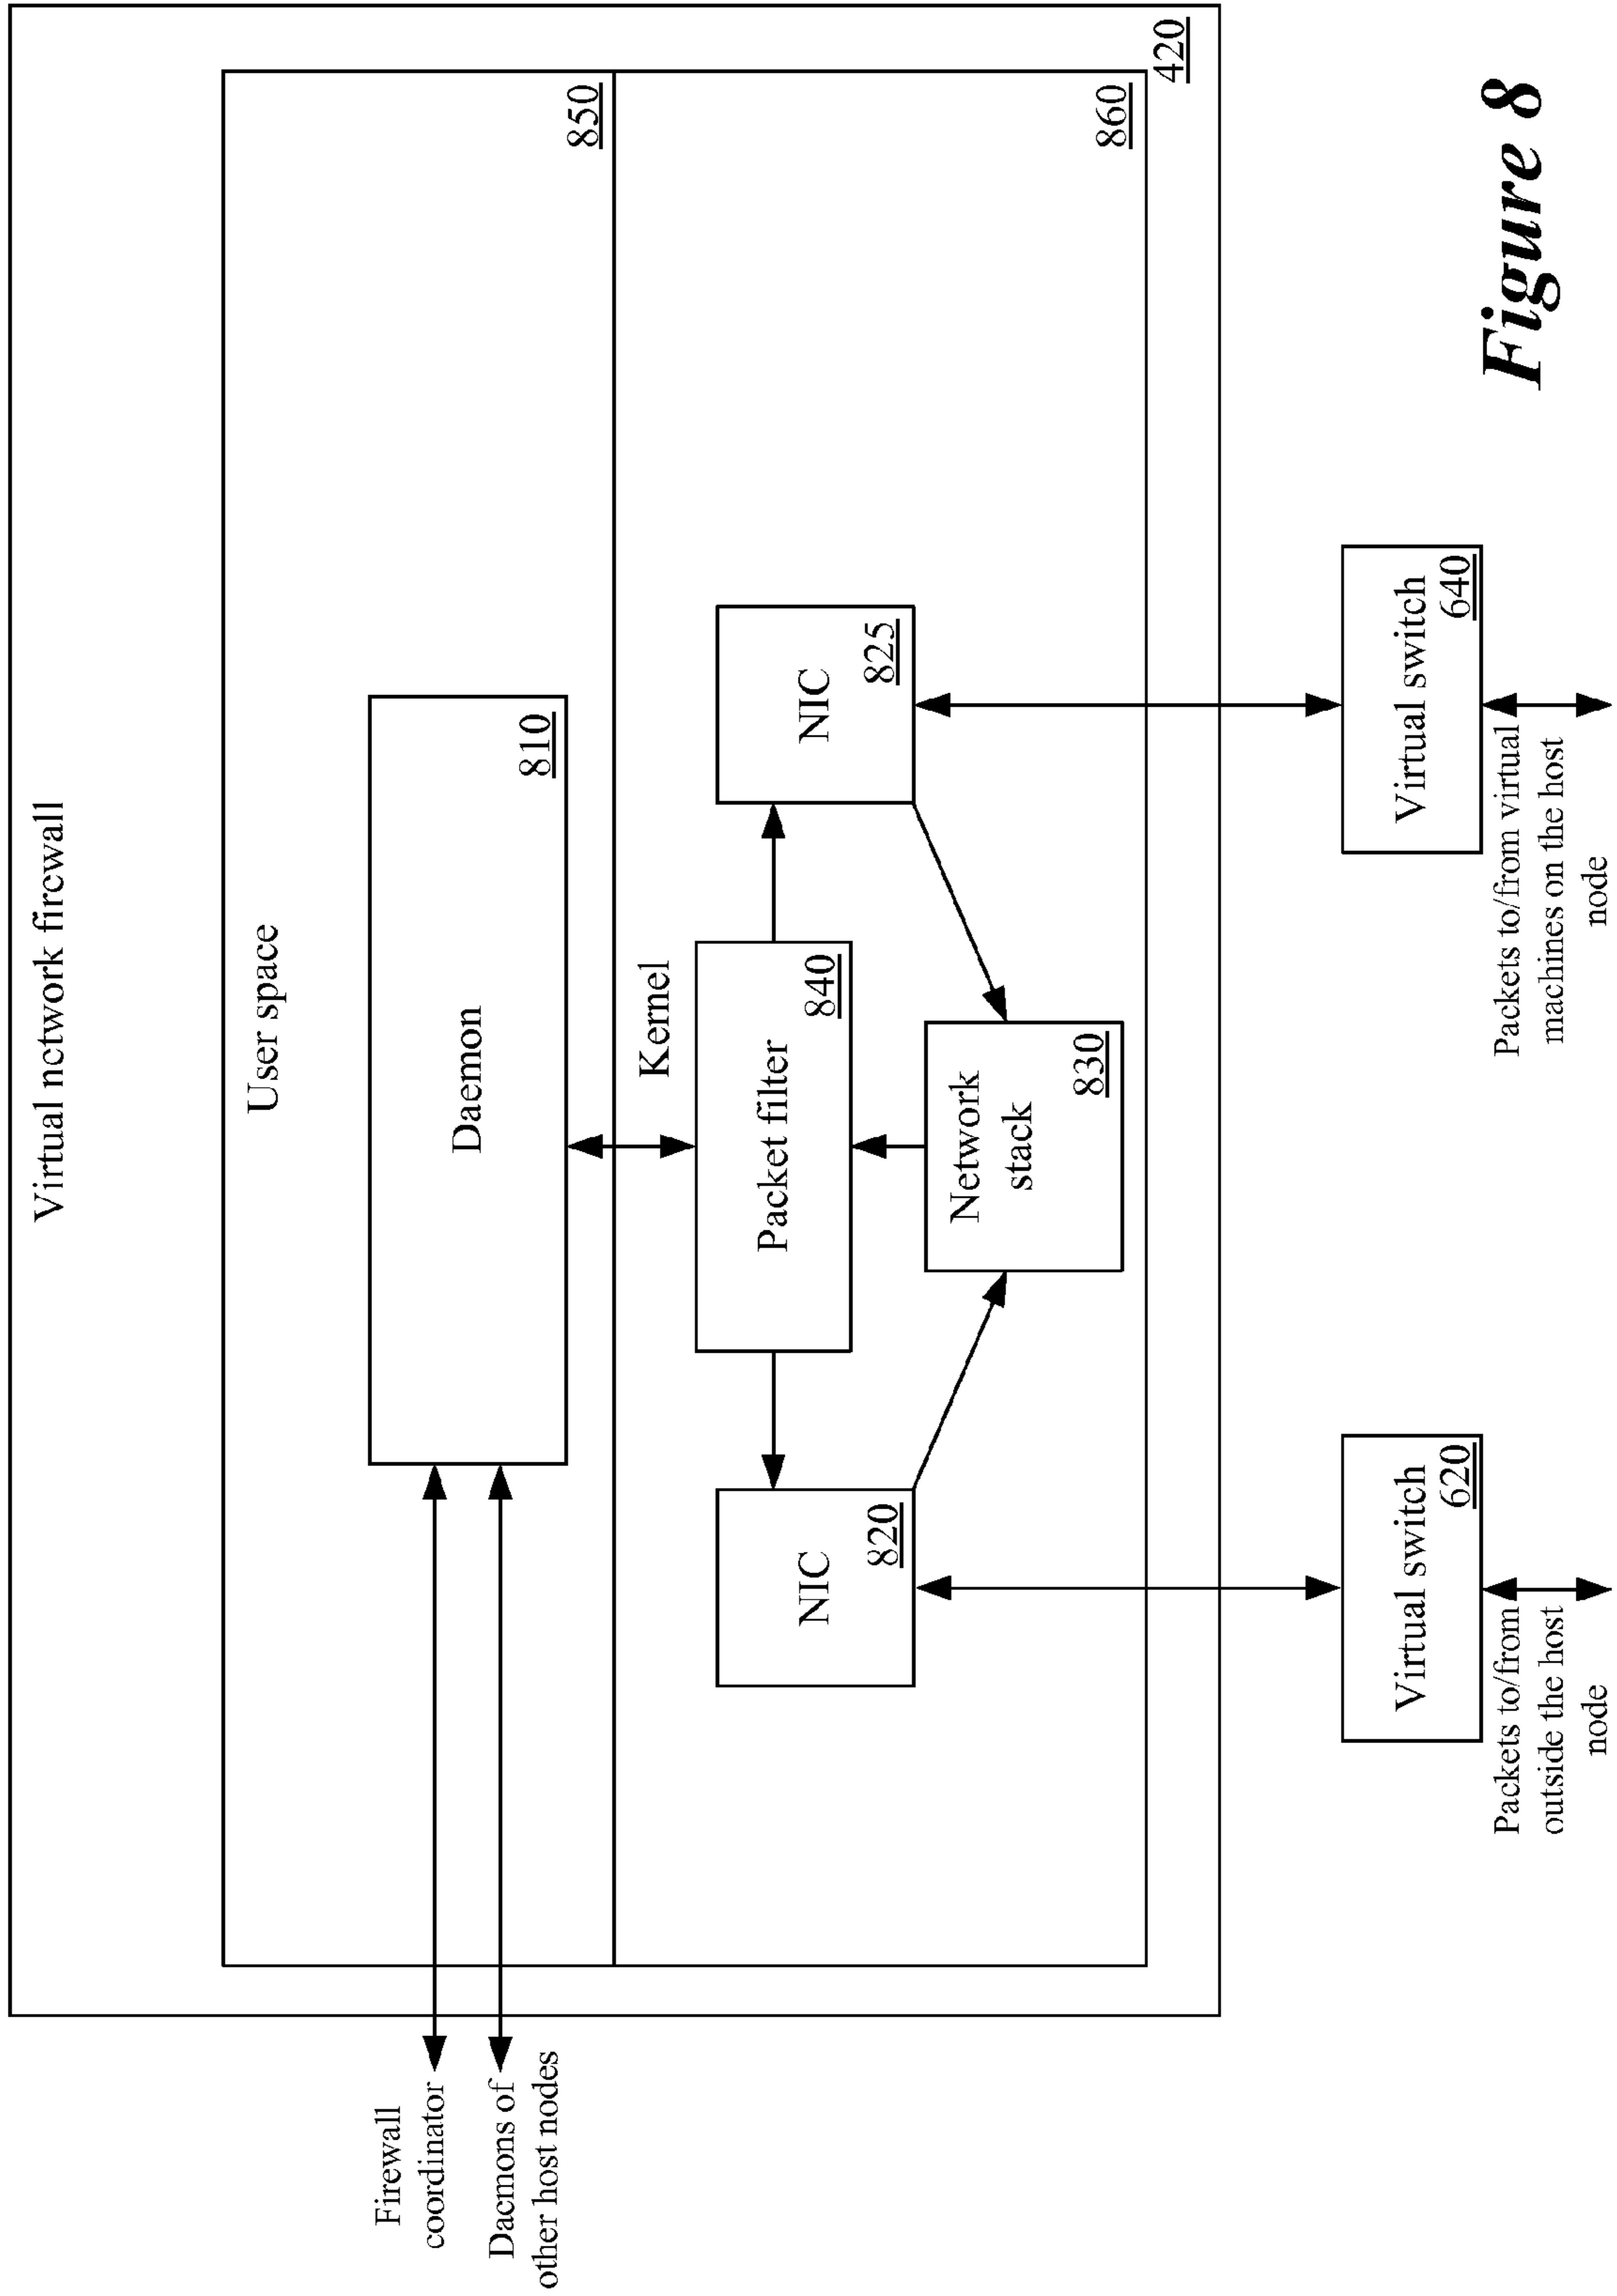 Virtual network firewall
User space
Firewall
coordinator
Daemons of
other host nodes
Daemon
810
850
Kernel
Packet filter
840
NIC
820
NIC
825
Network
stack
830
860
420
Virtual switch
620
Virtual switch
640
Packets to/from
outside the host
node
Packets to/from virtual
machines on the host
node
Figure 8